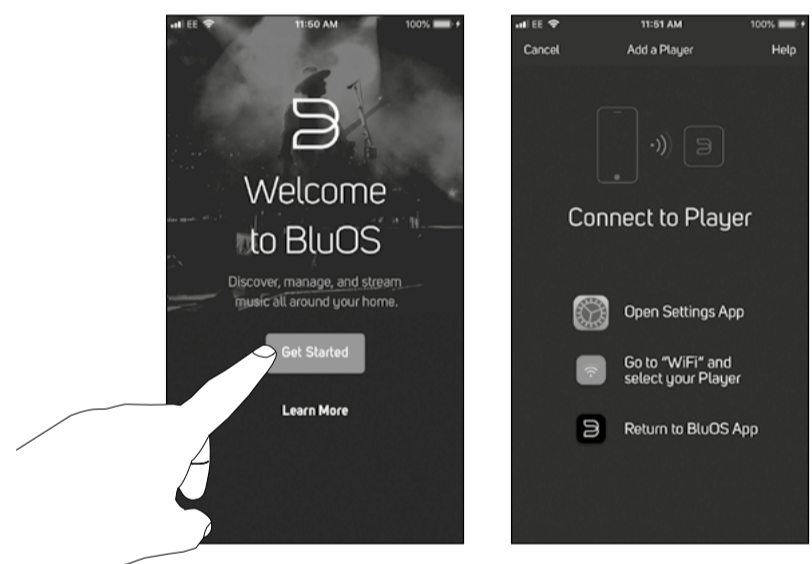 EE 11:50 AM 100%
Welcome
to BluOS
Discover, manage, and stream
music all around your home.
Get Started
Learn More
EE 11:51 AM 100%
Cancel Add a Player Help
Connect to Player
Open Settings App
Go to "WiFi" and
select your Player
Return to BluOS App